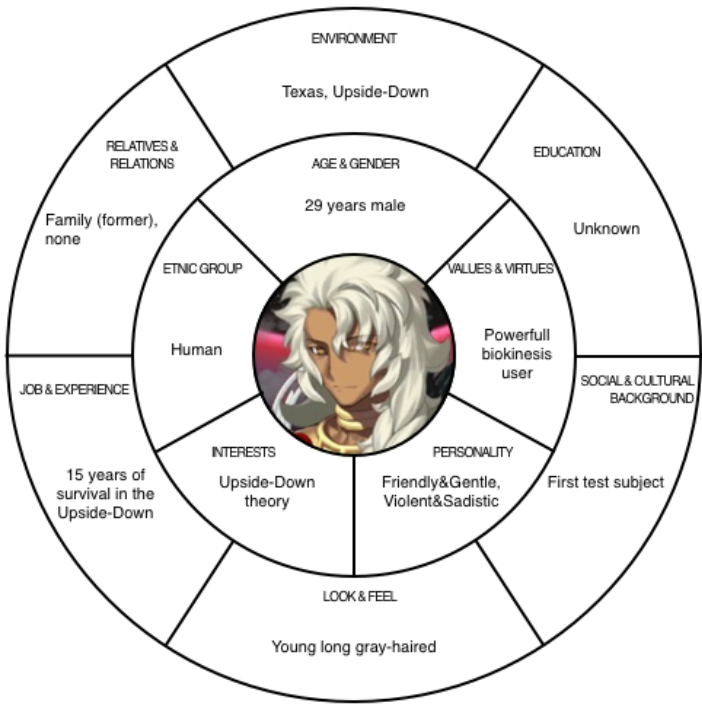 ENVIRONMENT
Texas, Upside-Down
RELATIVES &
RELATIONS
Family (former),
none
AGE & GENDER
29 years male
EDUCATION
Unknown
ETNIC GROUP
Human
VALUES & VIRTUES
Powerfull
biokinesis
user
JOB & EXPERIENCE
15 years of
survival in the
Upside-Down
INTERESTS
Upside-Down
theory
PERSONALITY
Friendly&Gentle,
Violent&Sadistic
SOCIAL & CULTURAL
BACKGROUND
First test subject
LOOK & FEEL
Young long gray-haired